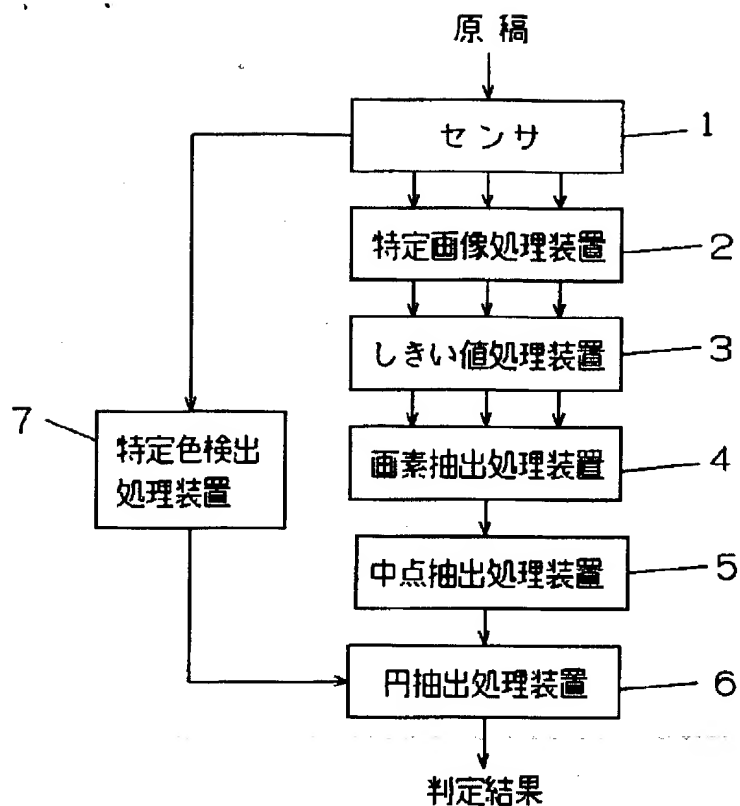 原稿
センサ
1
特定画像処理装置
2
しきい値処理装置
3
7
特定色検出
処理装置
画素抽出処理装置
4
中点抽出処理装置
5
円抽出処理装置
6
判定結果